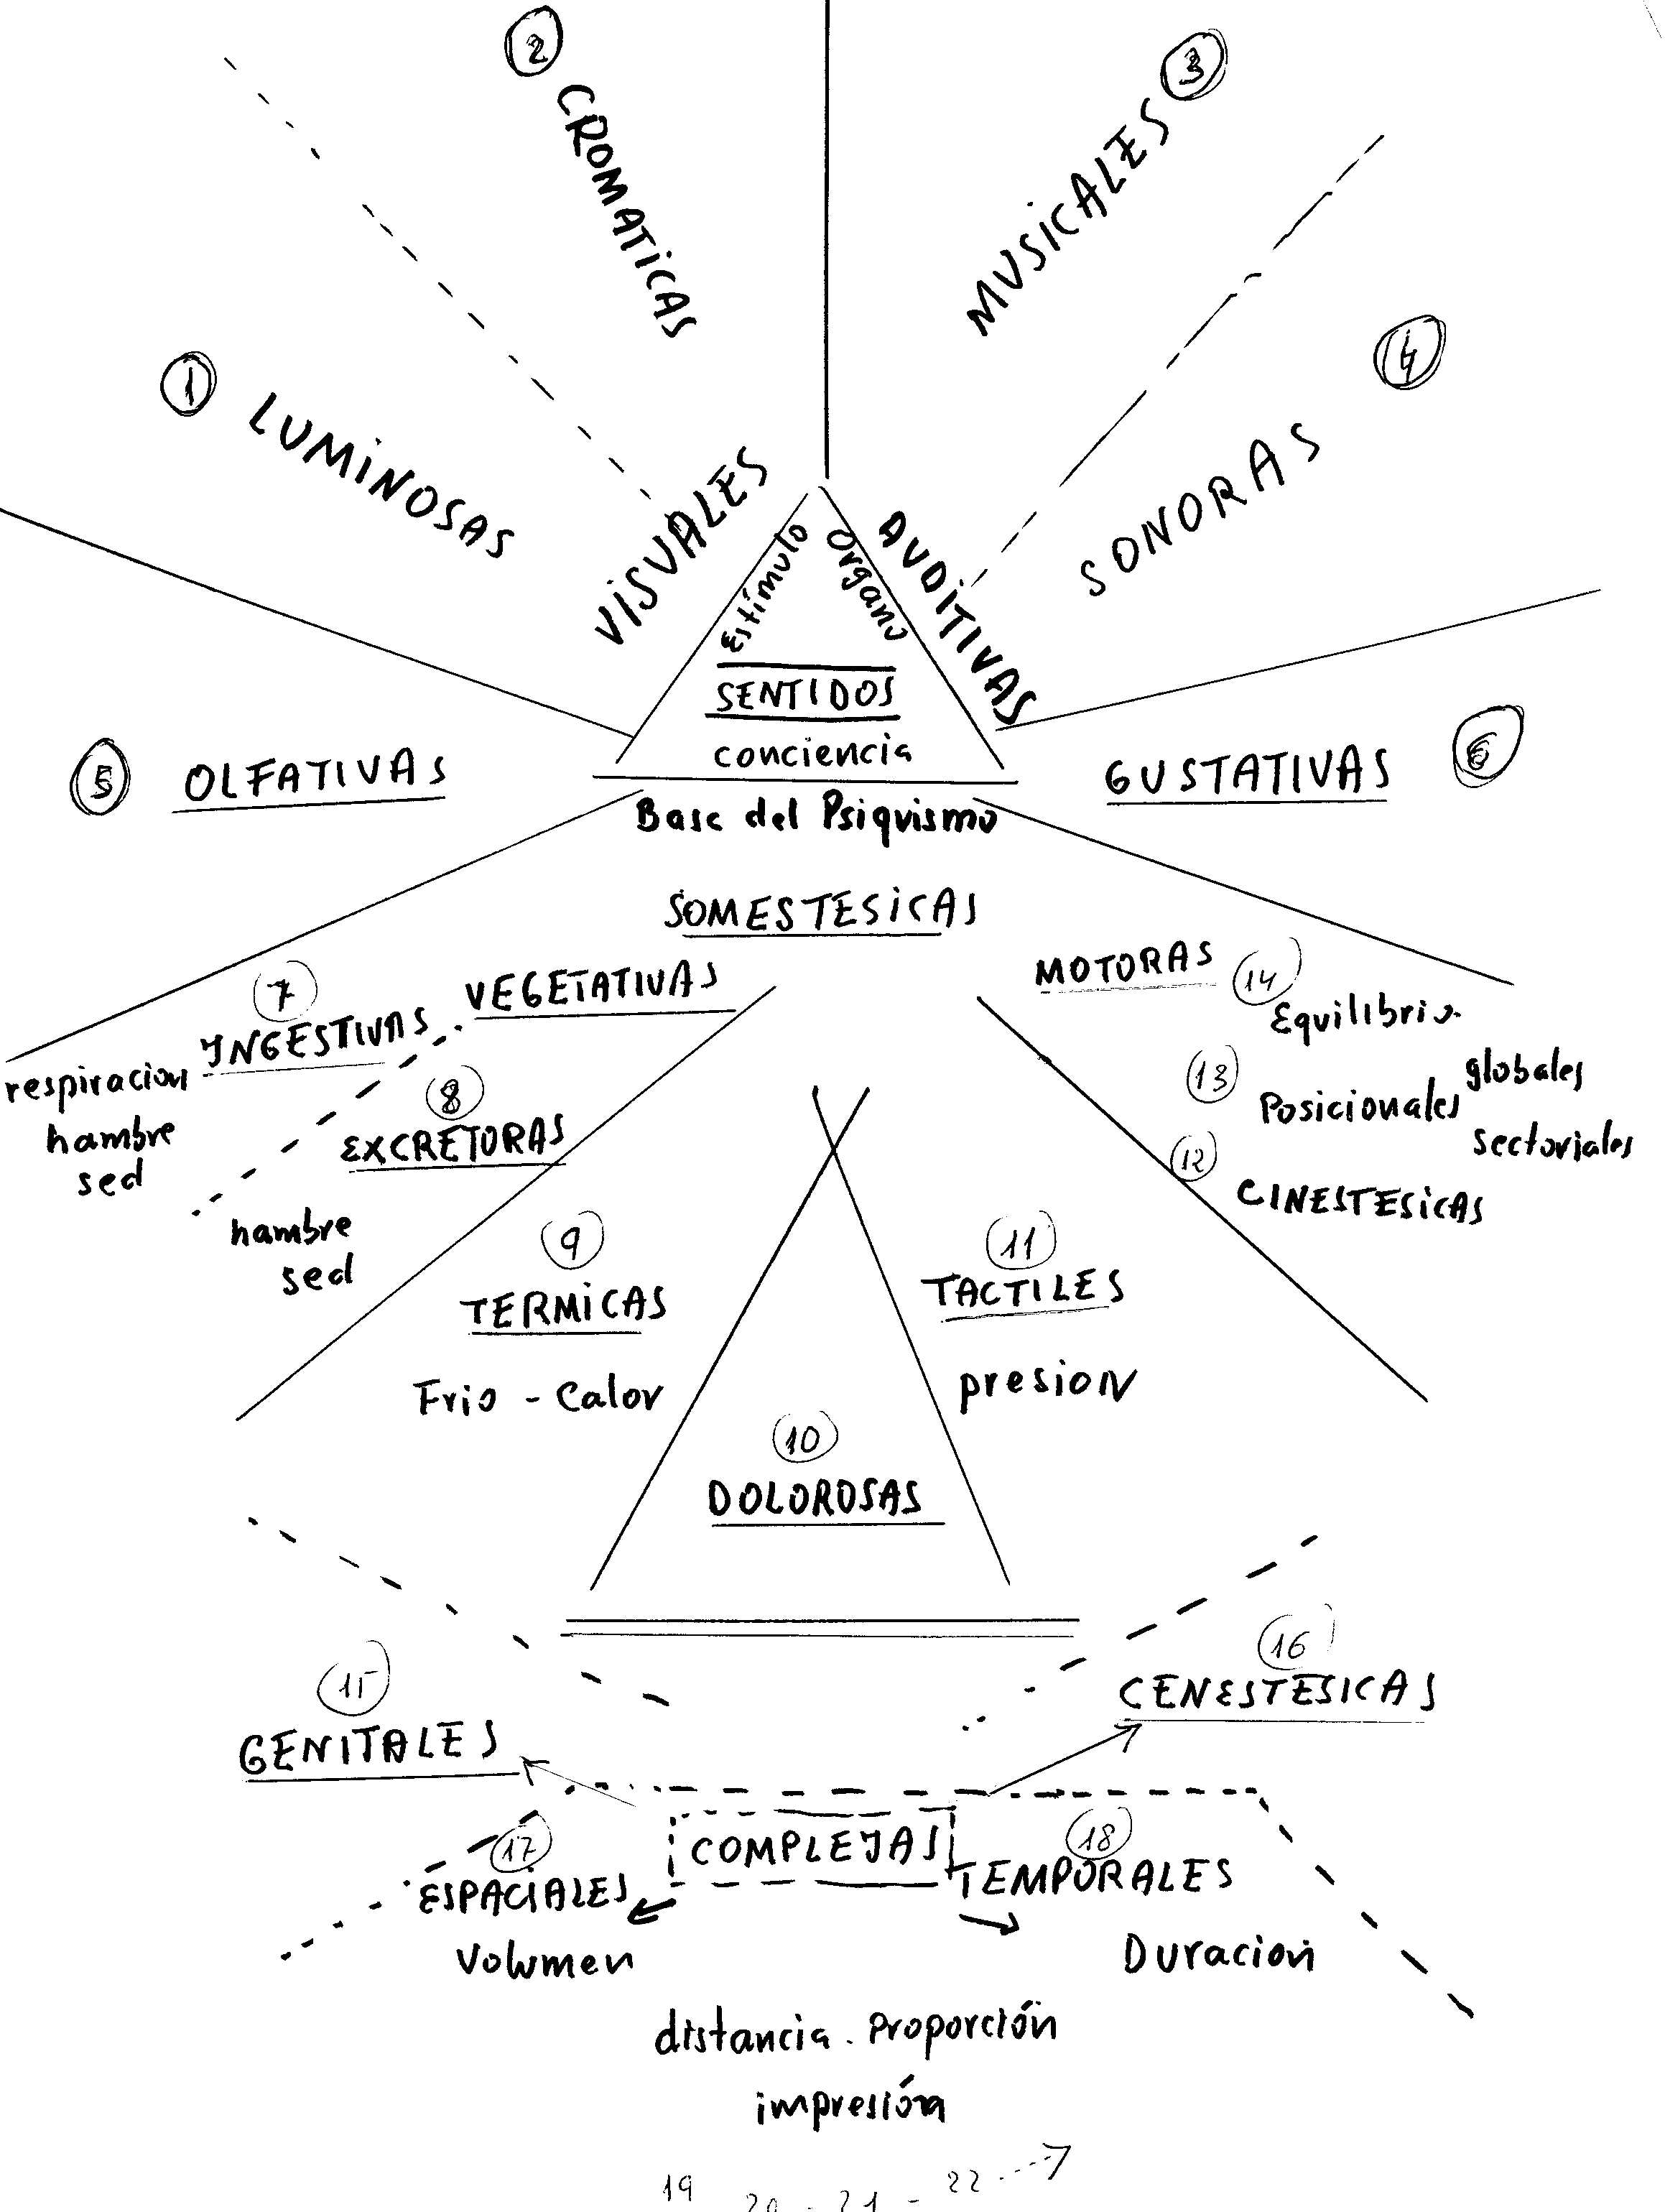 2
CROMATICAS
3
MUSICALES
1
LUMINOSAS
4
SONORAS
VISUALES
AUDITIVAS
Estímulo
órgano
SENTIDOS
conciencia
5 OLFATIVAS
GUSTATIVAS 6
Base del Psiquismo
SOMESTESICAS
7
INGESTIVAS
VEGETATIVAS
respiracion
hambre
sed
8
EXCRETORAS
hambre
sed
MOTORAS 14
Equilibrio
13
Posicionales
globales
sectoriales
12
CINESTESICAS
9
TERMICAS
Frio - Calor
11
TACTILES
presion
10
DOLOROSAS
15
GENITALES
16
CENESTESICAS
COMPLEJAS
17
ESPACIALES
Volumen
18
TEMPORALES
Duracion
distancia. Proporción
impresión
19 20 - 21 - 22